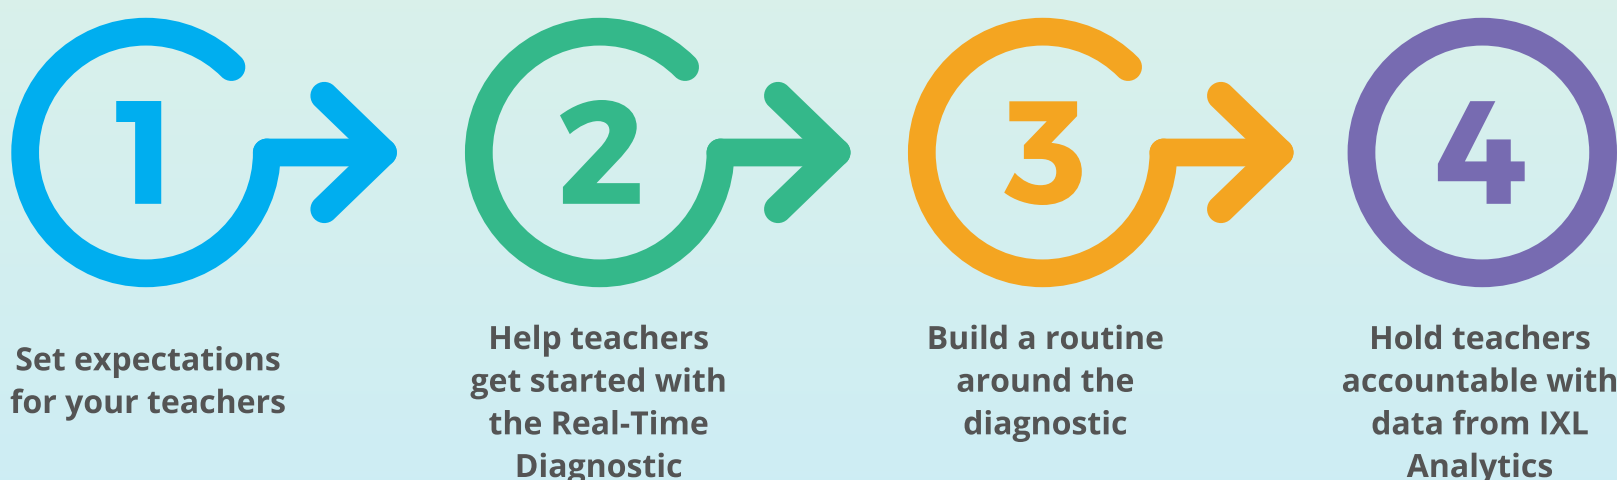 1
2
3
4
Set expectations
for your teachers
Help teachers
get started with
the Real-Time
Diagnostic
Build a routine
around the
diagnostic
Hold teachers
accountable with
data from IXL
Analytics